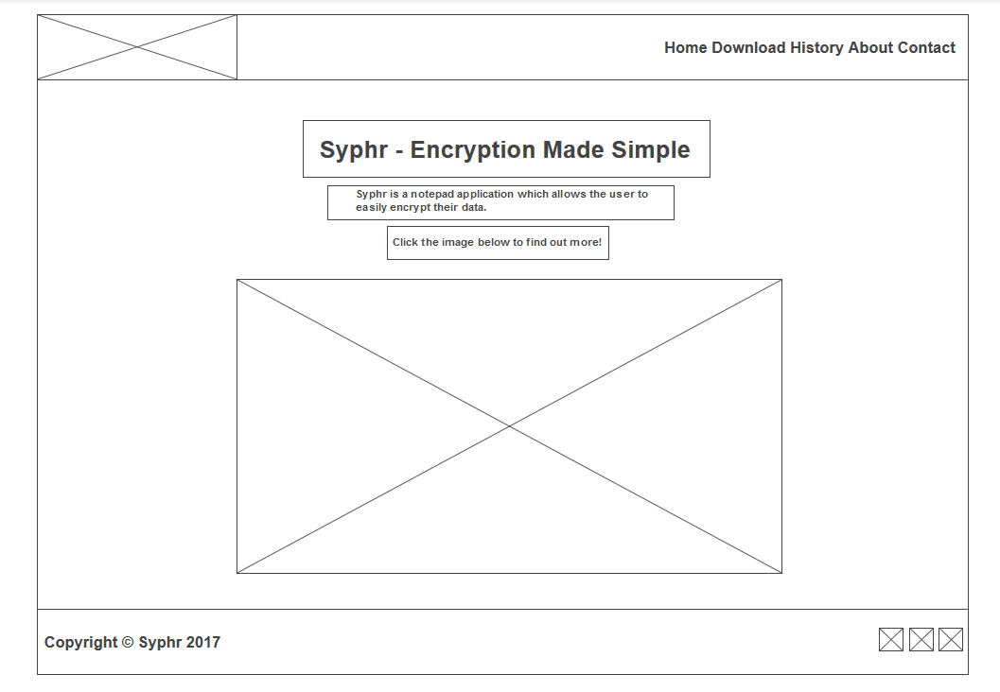 Home Download History About Contact
Syphr - Encryption Made Simple
Syphr is a notepad application which allows the user to
easily encrypt their data.
Click the image below to find out more!
Copyright © Syphr 2017